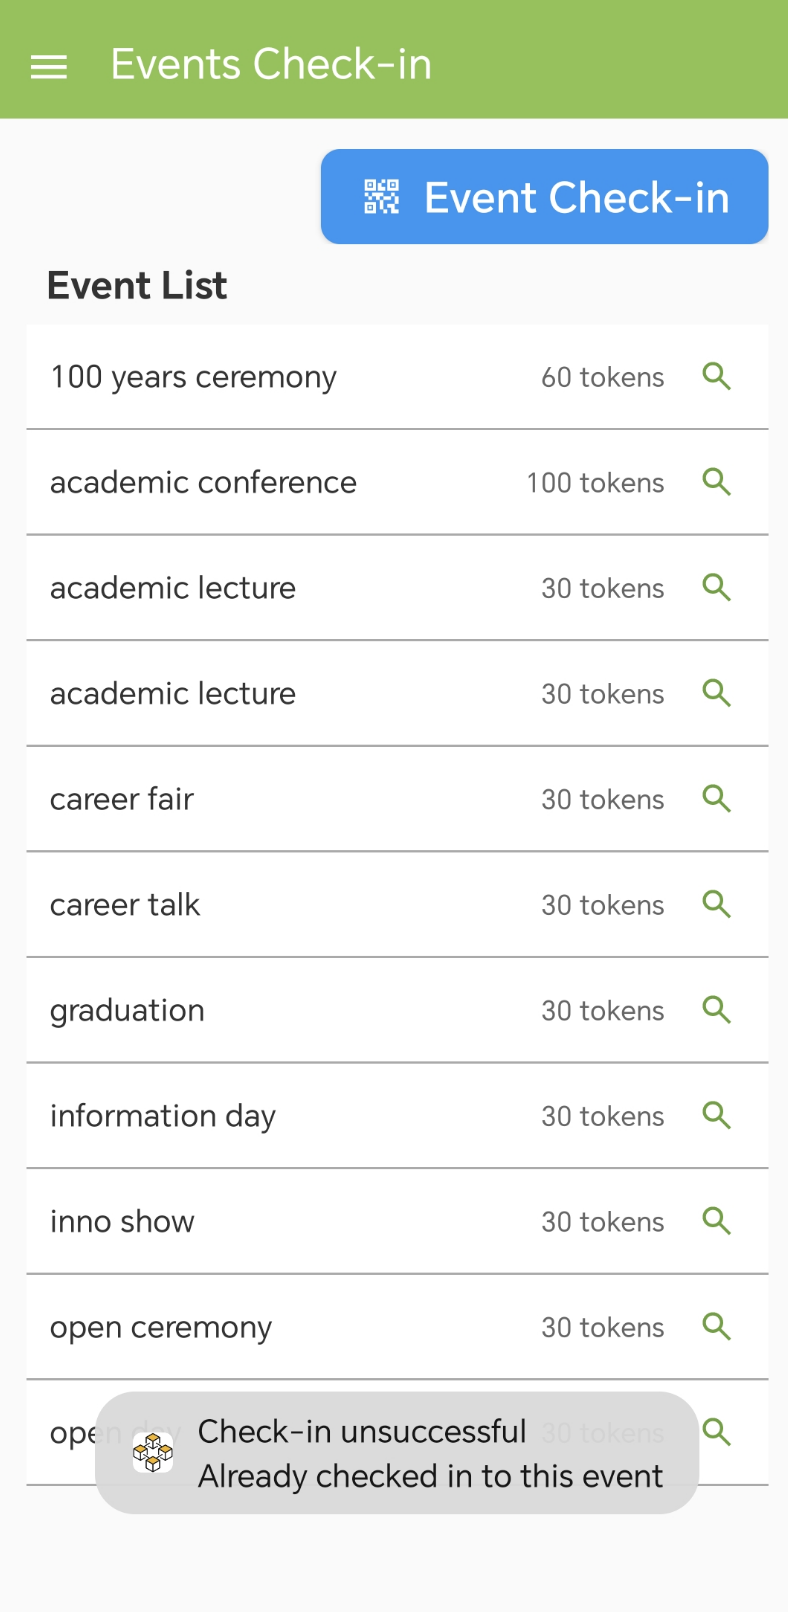 Events Check-in
Event Check-in
Event List
100 years ceremony 60 tokens
academic conference 100 tokens
academic lecture 30 tokens
academic lecture 30 tokens
career fair 30 tokens
career talk 30 tokens
graduation 30 tokens
information day 30 tokens
inno show 30 tokens
open ceremony 30 tokens
open day 30 tokens
Check-in unsuccessful
Already checked in to this event